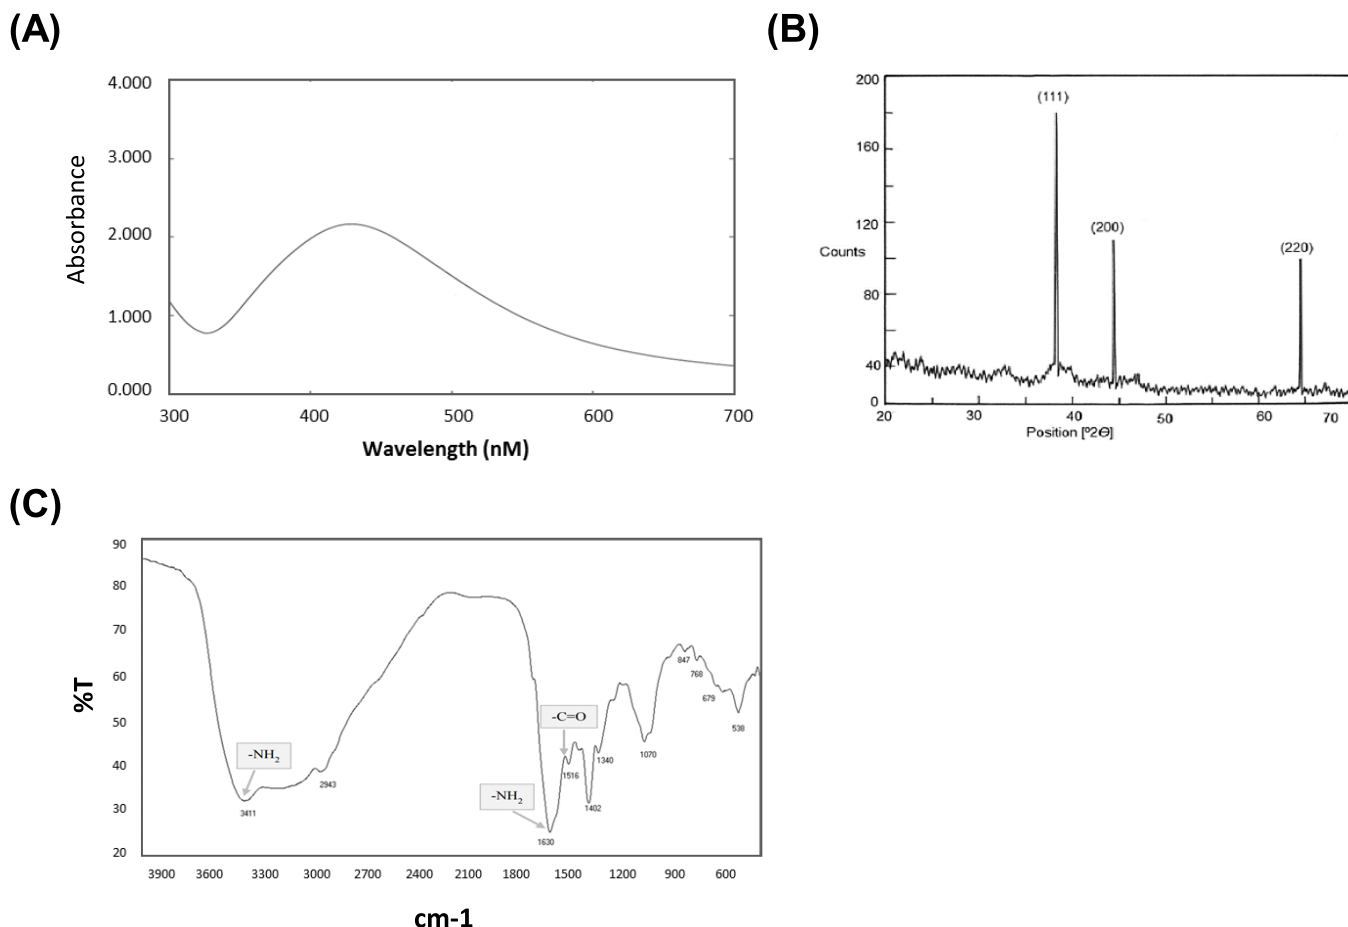 (A)
4.000
3.000
2.000
1.000
0.000
Absorbance
300 400 500 600 700
Wavelength (nM)
(B)
200
160
120
80
40
0
Counts
(111)
(200)
(220)
20 30 40 50 60 70
Position [º2Θ]
(C)
90
80
70
60
50
40
30
20
%T
-NH2
3411
2943
-C=O
-NH2
1630
1516
1402
1340
1070
847
768
679
538
3900 3600 3300 3000 2700 2400 2100 1800 1500 1200 900 600
cm-1